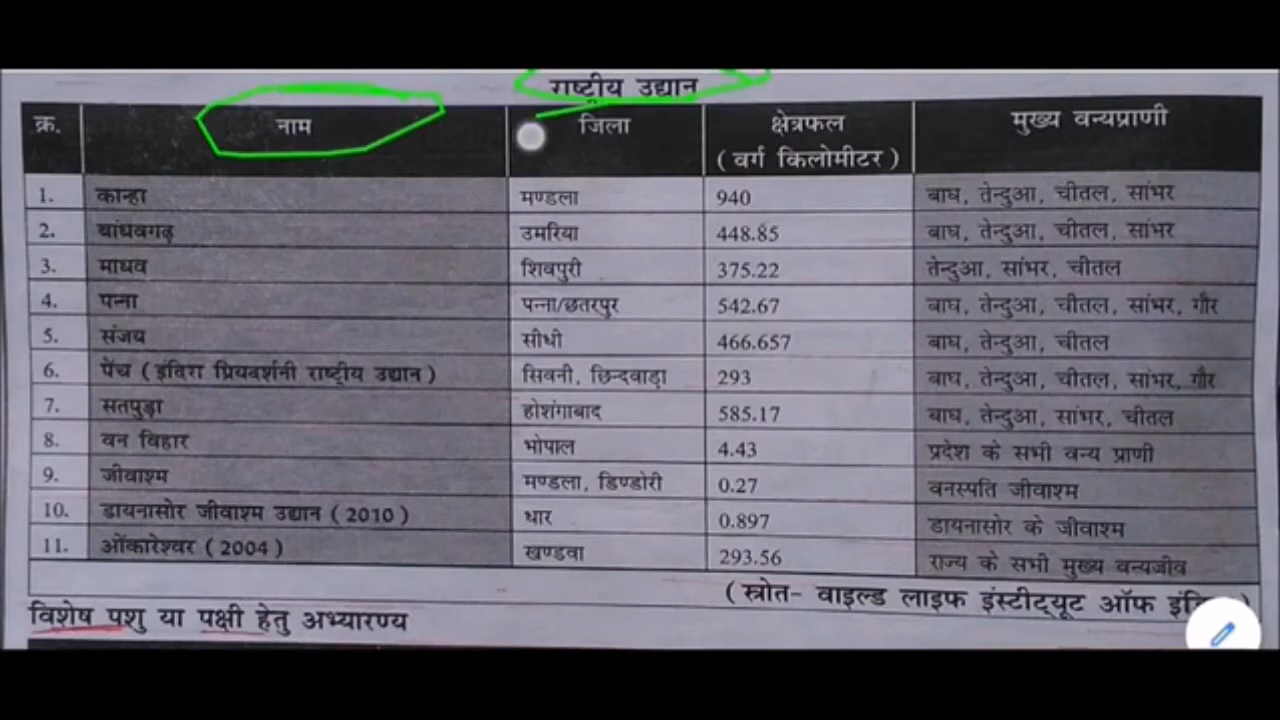 राष्ट्रीय उद्यान
क्र. नाम जिला क्षेत्रफल (वर्ग किलोमीटर) मुख्य वन्यप्राणी
1. कान्हा मण्डला 940 बाघ, तेन्दुआ, चीतल, सांभर
2. बांधवगढ़ उमरिया 448.85 बाघ, तेन्दुआ, चीतल, सांभर
3. माधव शिवपुरी 375.22 तेन्दुआ, सांभर, चीतल
4. पन्ना पन्ना/छतरपुर 542.67 बाघ, तेन्दुआ, चीतल, सांभर, गौर
5. संजय सीधी 466.657 बाघ, तेन्दुआ, चीतल
6. पेंच (इंदिरा प्रियदर्शनी राष्ट्रीय उद्यान) सिवनी, छिन्दवाड़ा 293 बाघ, तेन्दुआ, चीतल, सांभर, गौर
7. सतपुड़ा होशंगाबाद 585.17 बाघ, तेन्दुआ, सांभर, चीतल
8. वन विहार भोपाल 4.43 प्रदेश के सभी वन्य प्राणी
9. जीवाश्म मण्डला, डिण्डोरी 0.27 वनस्पति जीवाश्म
10. डायनासोर जीवाश्म उद्यान (2010) धार 0.897 डायनासोर के जीवाश्म
11. ओंकारेश्वर (2004) खण्डवा 293.56 राज्य के सभी मुख्य वन्यजीव
(स्रोत- वाइल्ड लाइफ इंस्टीट्यूट ऑफ
विशेष पशु या पक्षी हेतु अभ्यारण्य